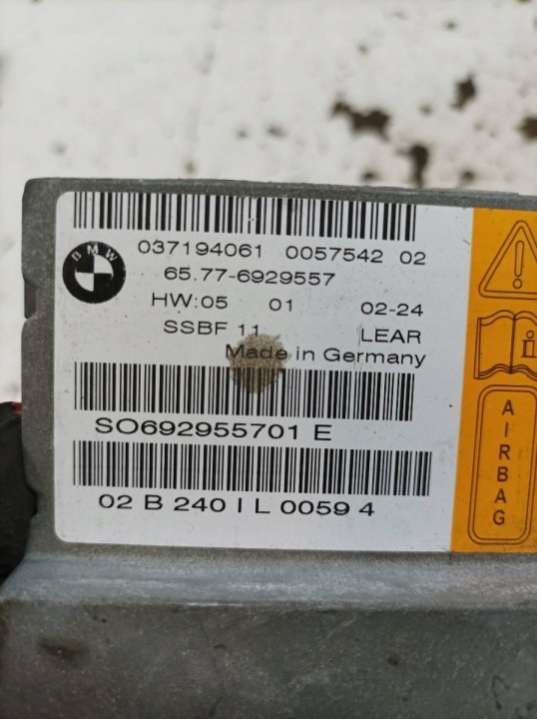 BMW
037194061 0057542 02
65.77-6929557
HW:05 01 02-24
SSBF 11 LEAR
Made in Germany
SO692955701 E
02 B 240 I L 0059 4
i
AIRBAG